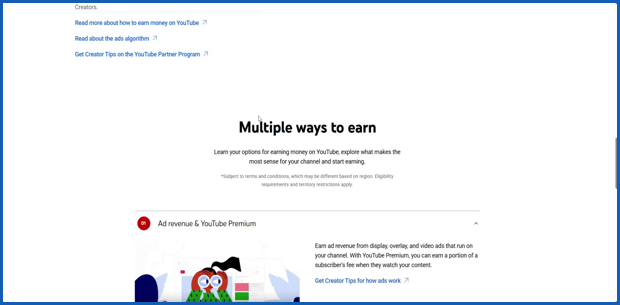 Creators.
Read more about how to earn money on YouTube
Read about the ads algorithm
Get Creator Tips on the YouTube Partner Program
Multiple ways to earn
Learn your options for earning money on YouTube, explore what makes the
most sense for your channel and start earning.
*Subject to terms and conditions, which may be different based on region. Eligibility
requirements and territory restrictions apply.
01 Ad revenue & YouTube Premium
Earn ad revenue from display, overlay, and video ads that run on
your channel. With YouTube Premium, you can earn a portion of a
subscriber's fee when they watch your content.
Get Creator Tips for how ads work